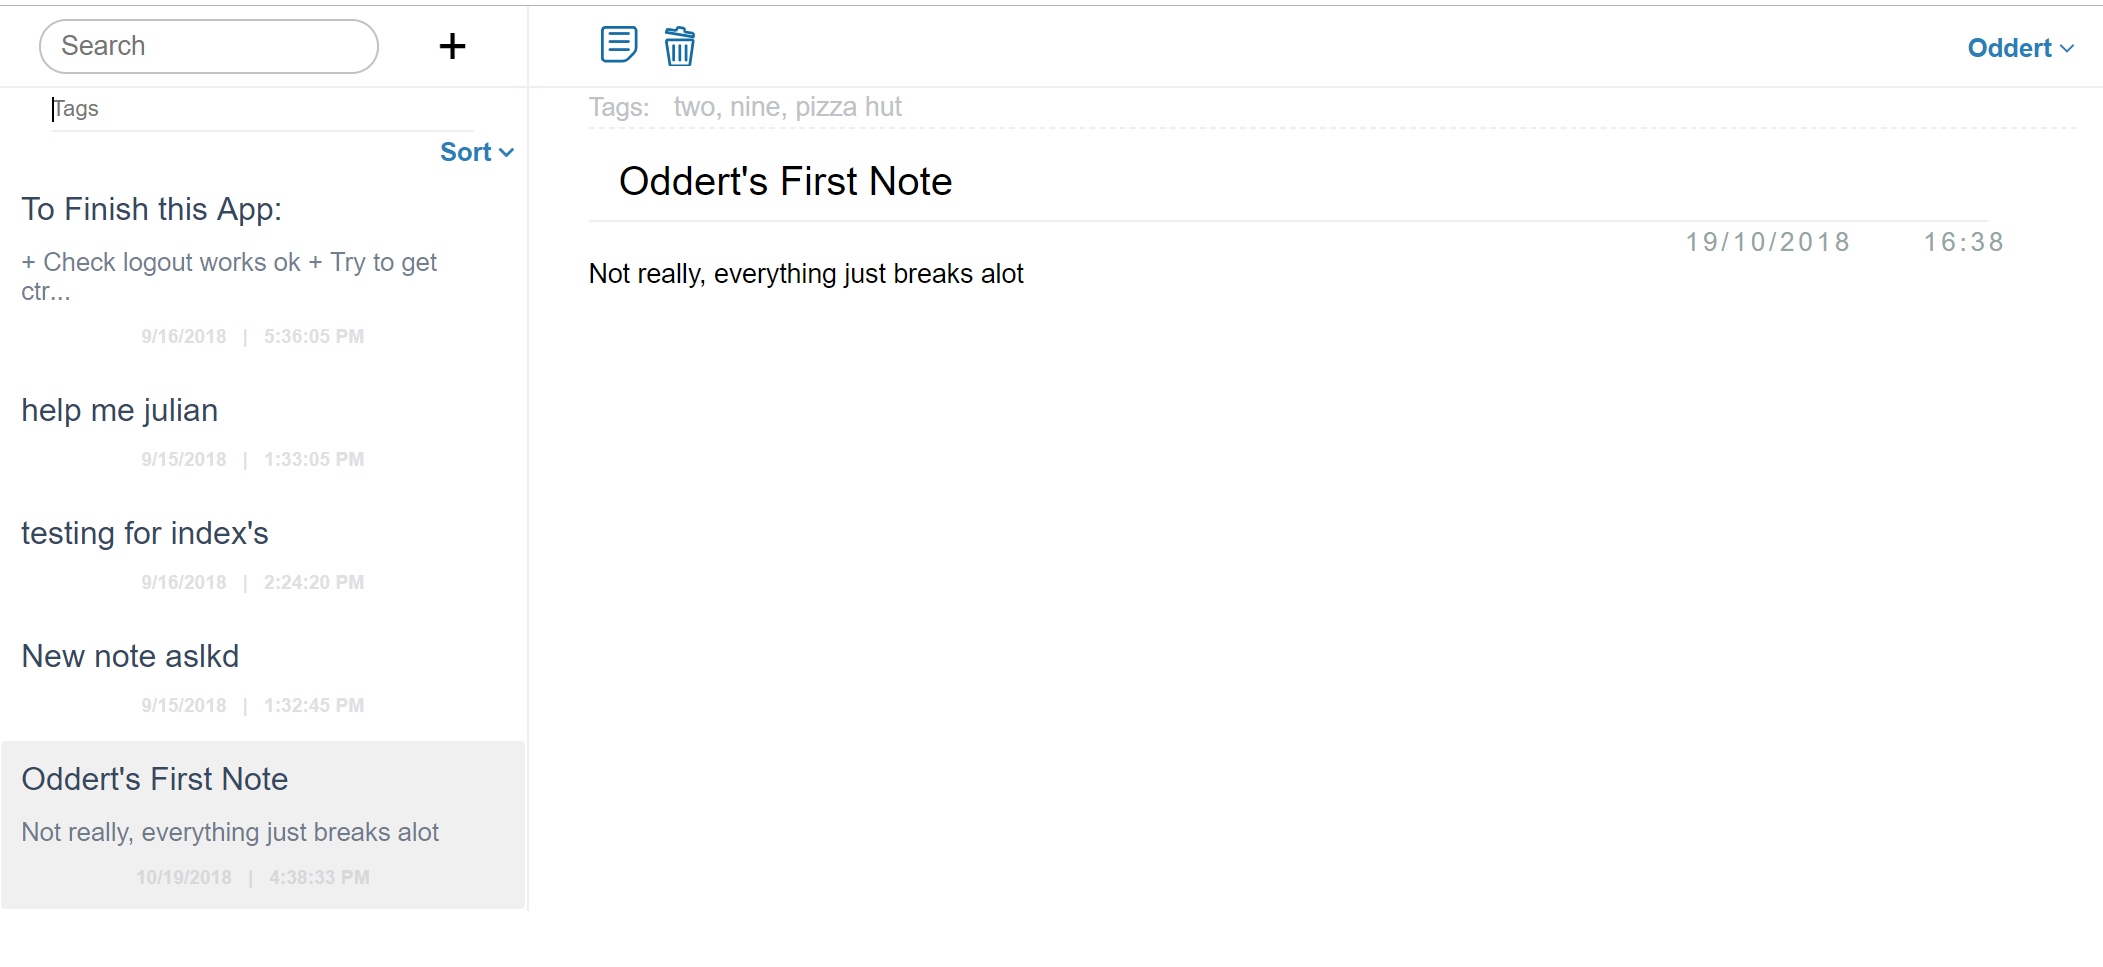 Search
+
Oddert
Tags
Tags: two, nine, pizza hut
Sort
To Finish this App:
+ Check logout works ok + Try to get
ctr...
9/16/2018 | 5:36:05 PM
help me julian
9/15/2018 | 1:33:05 PM
testing for index's
9/16/2018 | 2:24:20 PM
New note aslkd
9/15/2018 | 1:32:45 PM
Oddert's First Note
Not really, everything just breaks alot
10/19/2018 | 4:38:33 PM
Oddert's First Note
19/10/2018 16:38
Not really, everything just breaks alot